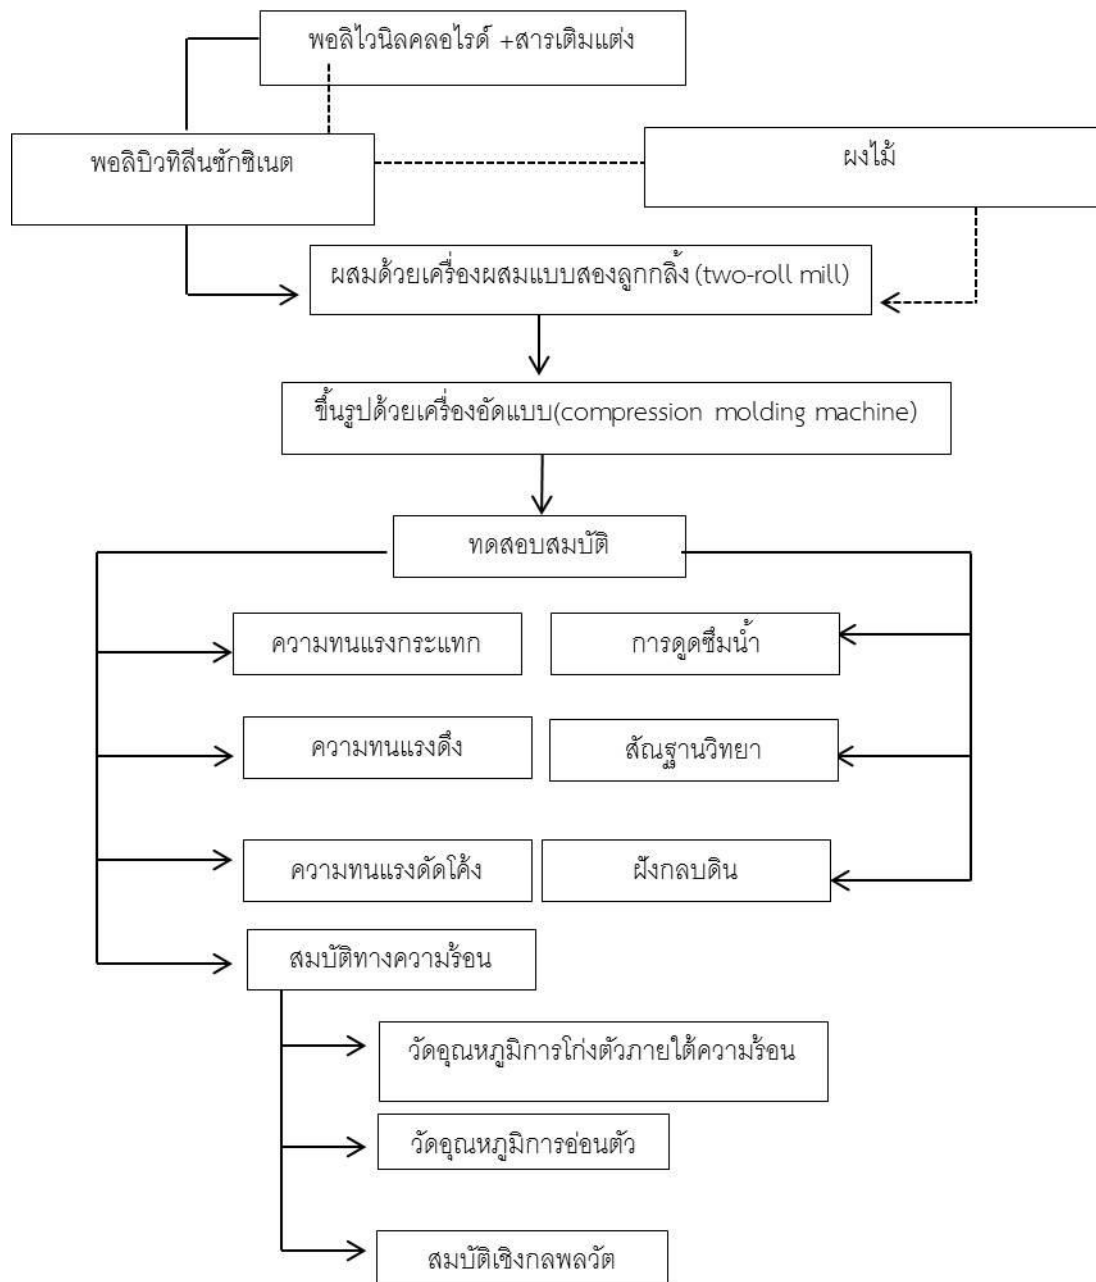 พอลิไวนิลคลอไรด์ +สารเติมแต่ง
พอลิบิวทิลีนซักซิเนต
ผงไม้
ผสมด้วยเครื่องผสมแบบสองลูกกลิ้ง (two-roll mill)
ขึ้นรูปด้วยเครื่องอัดแบบ(compression molding machine)
ทดสอบสมบัติ
ความทนแรงกระแทก
การดูดซึมน้ำ
ความทนแรงดึง
สัณฐานวิทยา
ความทนแรงดัดโค้ง
ฝังกลบดิน
สมบัติทางความร้อน
วัดอุณหภูมิการโก่งตัวภายใต้ความร้อน
วัดอุณหภูมิการอ่อนตัว
สมบัติเชิงกลพลวัต